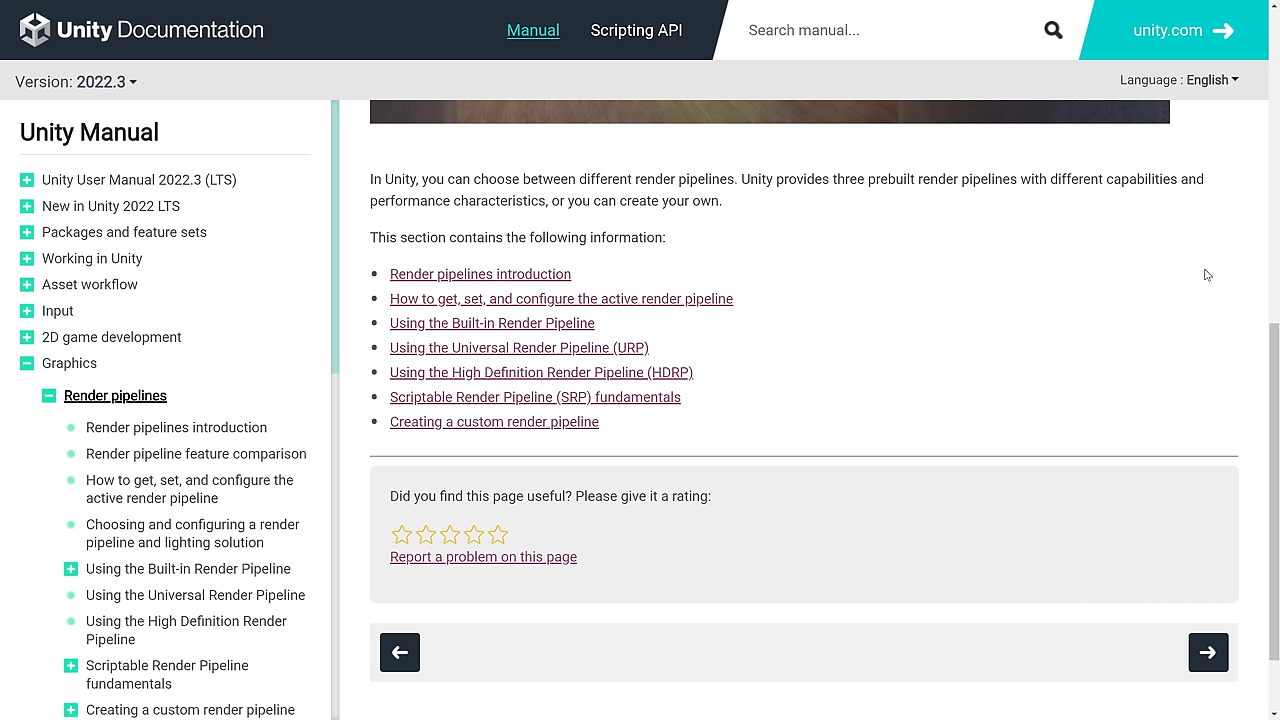 Unity Documentation
Manual
Scripting API
Search manual...
unity.com
Version: 2022.3
Language : English
Unity Manual
Unity User Manual 2022.3 (LTS)
New in Unity 2022 LTS
Packages and feature sets
Working in Unity
Asset workflow
Input
2D game development
Graphics
Render pipelines
Render pipelines introduction
Render pipeline feature comparison
How to get, set, and configure the
active render pipeline
Choosing and configuring a render
pipeline and lighting solution
Using the Built-in Render Pipeline
Using the Universal Render Pipeline
Using the High Definition Render
Pipeline
Scriptable Render Pipeline
fundamentals
Creating a custom render pipeline
In Unity, you can choose between different render pipelines. Unity provides three prebuilt render pipelines with different capabilities and
performance characteristics, or you can create your own.
This section contains the following information:
Render pipelines introduction
How to get, set, and configure the active render pipeline
Using the Built-in Render Pipeline
Using the Universal Render Pipeline (URP)
Using the High Definition Render Pipeline (HDRP)
Scriptable Render Pipeline (SRP) fundamentals
Creating a custom render pipeline
Did you find this page useful? Please give it a rating:
Report a problem on this page